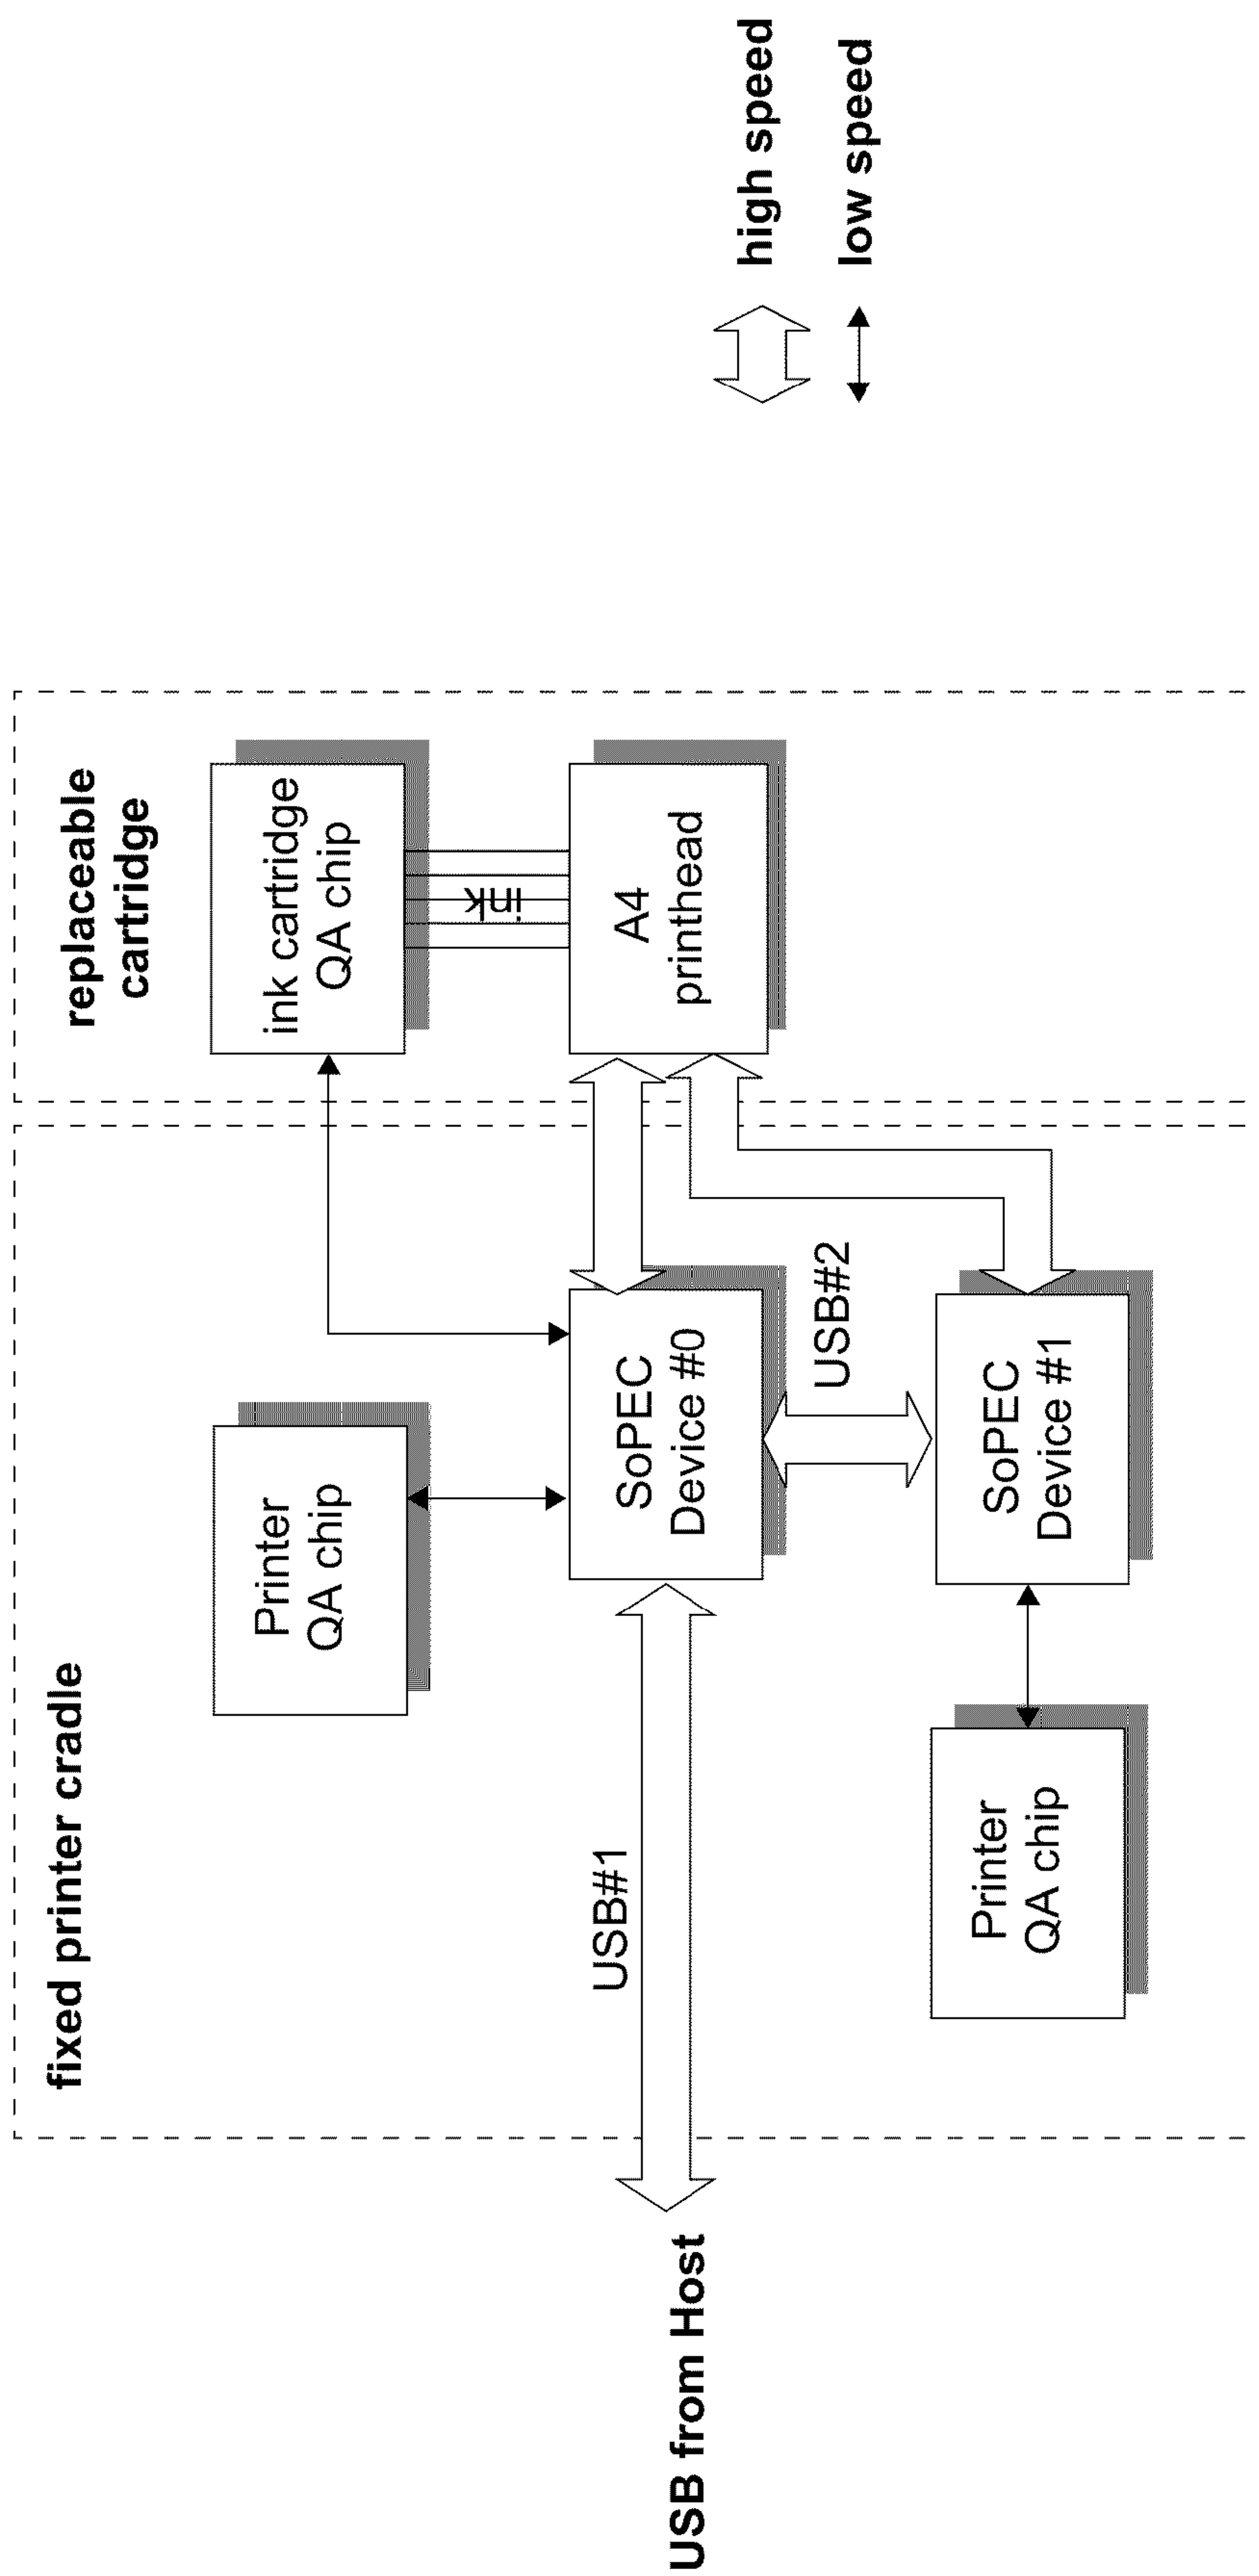 fixed printer cradle
replaceable
cartridge
Printer
QA chip
ink cartridge
QA chip
ink
USB#1
USB from Host
SoPEC
Device #0
A4
printhead
USB#2
Printer
QA chip
SoPEC
Device #1
high speed
low speed